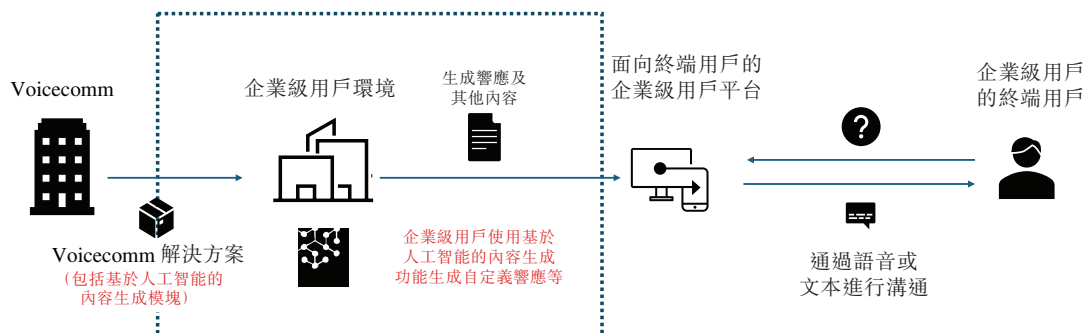 Voicecomm
Voicecomm 解決方案
(包括基於人工智能的
內容生成模塊)
企業級用戶環境
生成響應及
其他內容
企業級用戶使用基於
人工智能的內容生成
功能生成自定義響應等
面向終端用戶的
企業級用戶平台
?
通過語音或
文本進行溝通
企業級用戶
的終端用戶